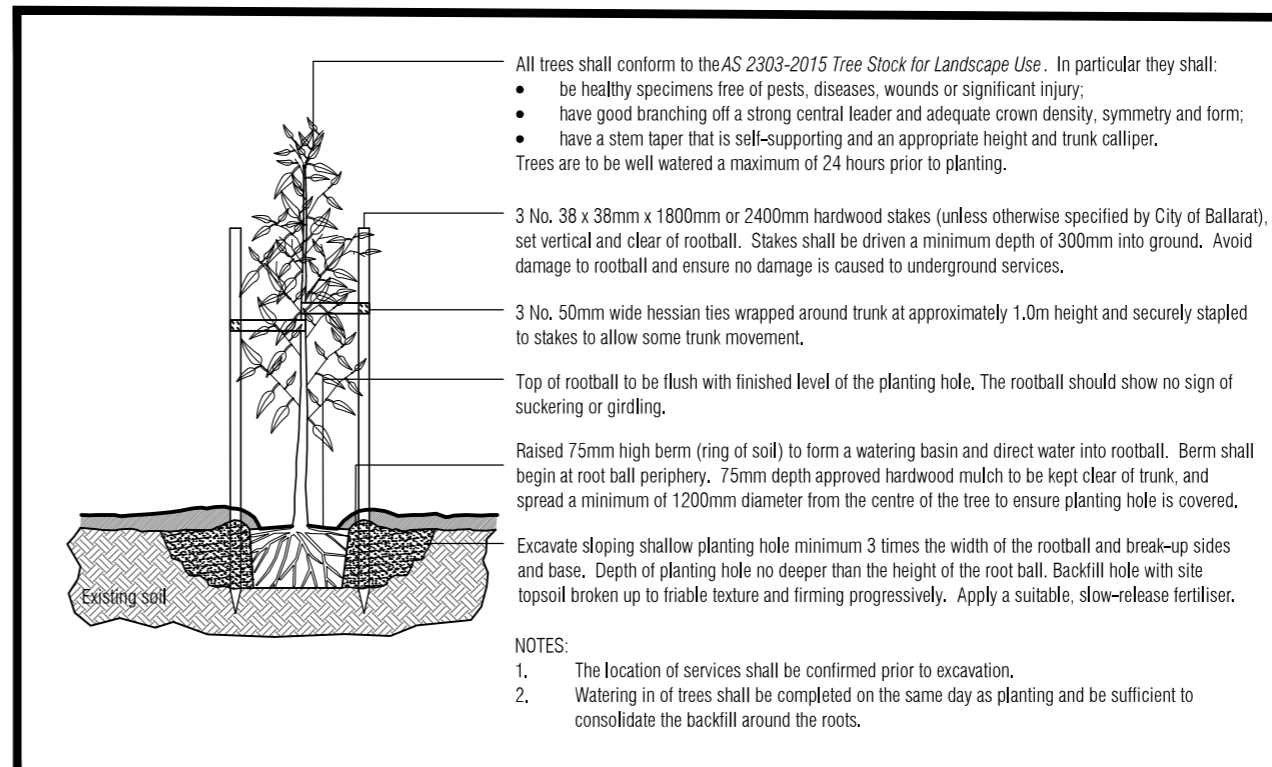 All trees shall conform to the AS 2303-2015 Tree Stock for Landscape Use. In particular they shall:
• be healthy specimens free of pests, diseases, wounds or significant injury;
• have good branching off a strong central leader and adequate crown density, symmetry and form;
• have a stem taper that is self-supporting and an appropriate height and trunk calliper.
Trees are to be well watered a maximum of 24 hours prior to planting.
3 No. 38 x 38mm x 1800mm or 2400mm hardwood stakes (unless otherwise specified by City of Ballarat),
set vertical and clear of rootball. Stakes shall be driven a minimum depth of 300mm into ground. Avoid
damage to rootball and ensure no damage is caused to underground services.
3 No. 50mm wide hessian ties wrapped around trunk at approximately 1.0m height and securely stapled
to stakes to allow some trunk movement.
Top of rootball to be flush with finished level of the planting hole. The rootball should show no sign of
suckering or girdling.
Raised 75mm high berm (ring of soil) to form a watering basin and direct water into rootball. Berm shall
begin at root ball periphery. 75mm depth approved hardwood mulch to be kept clear of trunk, and
spread a minimum of 1200mm diameter from the centre of the tree to ensure planting hole is covered.
Excavate sloping shallow planting hole minimum 3 times the width of the rootball and break-up sides
and base. Depth of planting hole no deeper than the height of the root ball. Backfill hole with site
topsoil broken up to friable texture and firming progressively. Apply a suitable, slow-release fertiliser.
Existing soil
NOTES:
1. The location of services shall be confirmed prior to excavation.
2. Watering in of trees shall be completed on the same day as planting and be sufficient to
consolidate the backfill around the roots.